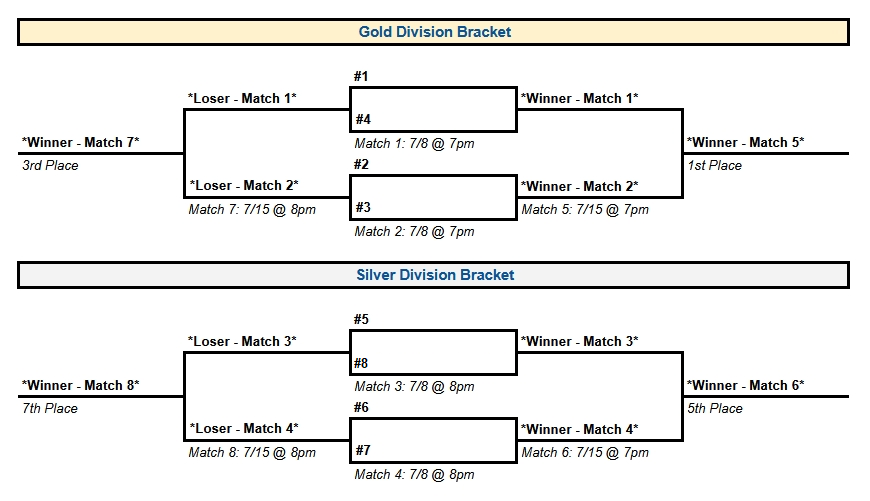 Gold Division Bracket
#1
*Loser - Match 1*
*Winner - Match 1*
#4
*Winner - Match 7*
Match 1: 7/8 @ 7pm
*Winner - Match 5*
3rd Place
#2
1st Place
*Loser - Match 2*
*Winner - Match 2*
#3
Match 7: 7/15 @ 8pm
Match 5: 7/15 @ 7pm
Match 2: 7/8 @ 7pm
Silver Division Bracket
#5
*Loser - Match 3*
*Winner - Match 3*
#8
*Winner - Match 8*
Match 3: 7/8 @ 8pm
*Winner - Match 6*
7th Place
#6
5th Place
*Loser - Match 4*
*Winner - Match 4*
#7
Match 8: 7/15 @ 8pm
Match 6: 7/15 @ 7pm
Match 4: 7/8 @ 8pm